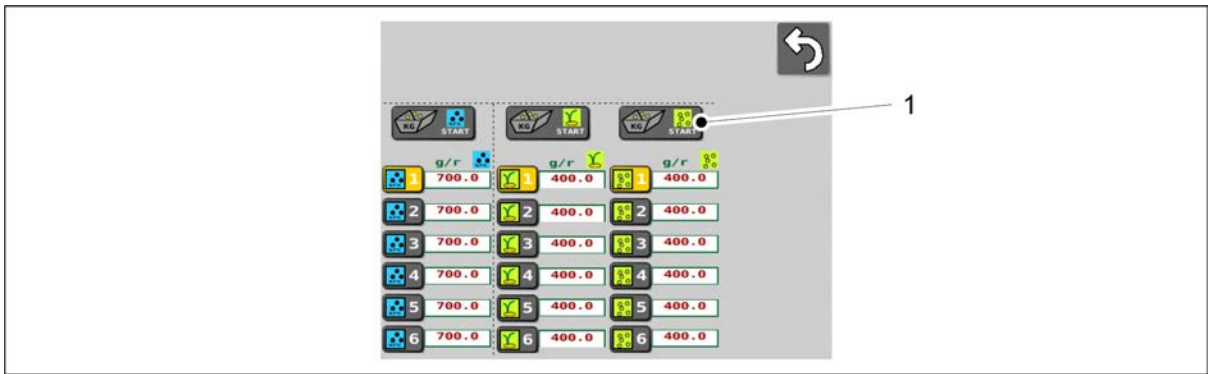 1
KG START KG START KG START
g/r g/r g/r
1 700.0 1 400.0 1 400.0
2 700.0 2 400.0 2 400.0
3 700.0 3 400.0 3 400.0
4 700.0 4 400.0 4 400.0
5 700.0 5 400.0 5 400.0
6 700.0 6 400.0 6 400.0